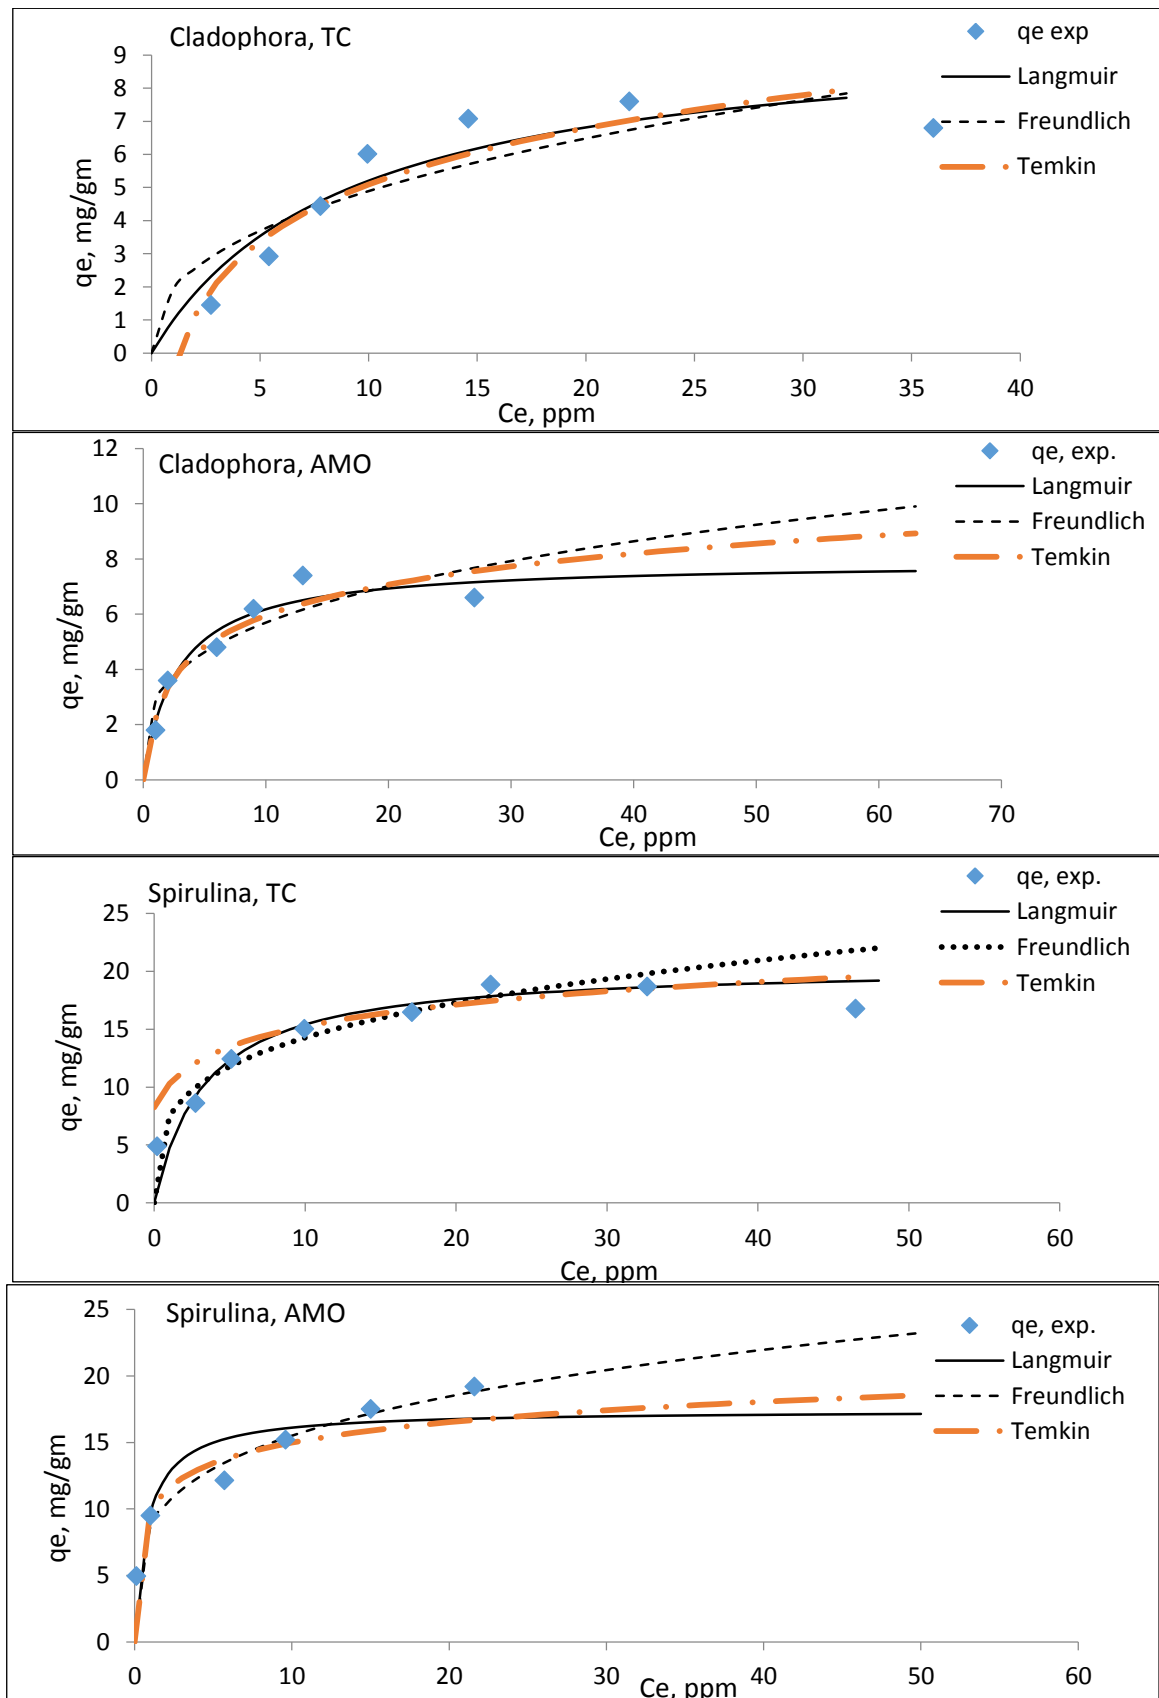 Cladophora, TC
qe exp
Langmuir
Freundlich
Temkin
qe, mg/gm
9
8
7
6
5
4
3
2
1
0
0 5 10 15 20 25 30 35 40
Ce, ppm
Cladophora, AMO
qe, exp.
Langmuir
Freundlich
Temkin
qe, mg/gm
12
10
8
6
4
2
0
0 10 20 30 40 50 60 70
Ce, ppm
Spirulina, TC
qe, exp.
Langmuir
Freundlich
Temkin
qe, mg/gm
25
20
15
10
5
0
0 10 20 30 40 50 60
Ce, ppm
Spirulina, AMO
qe, exp.
Langmuir
Freundlich
Temkin
qe, mg/gm
25
20
15
10
5
0
0 10 20 30 40 50 60
Ce, ppm